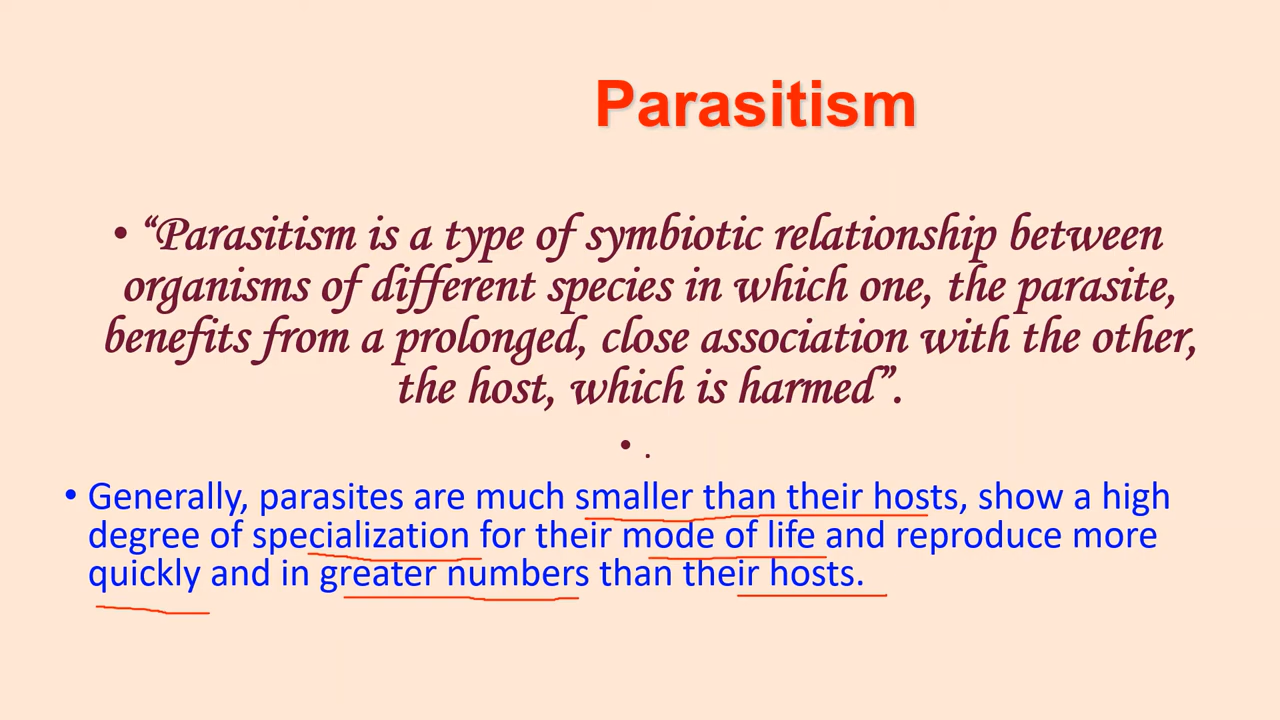 Parasitism
• “Parasitism is a type of symbiotic relationship between
organisms of different species in which one, the parasite,
benefits from a prolonged, close association with the other,
the host, which is harmed”.
• .
• Generally, parasites are much smaller than their hosts, show a high
degree of specialization for their mode of life and reproduce more
quickly and in greater numbers than their hosts.